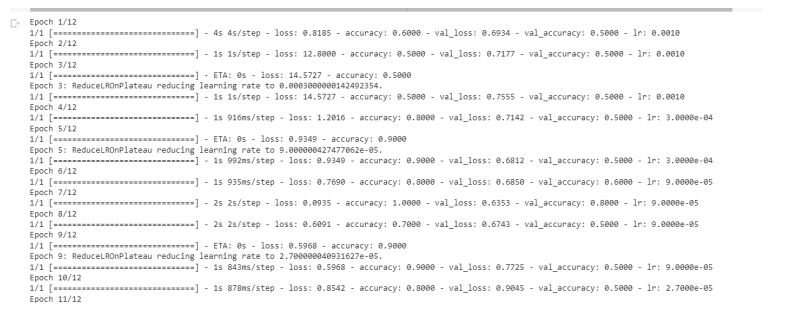 Epoch 1/12
1/1 [==============================] - 4s 4s/step - loss: 0.8185 - accuracy: 0.6000 - val_loss: 0.6934 - val_accuracy: 0.5000 - lr: 0.0010
Epoch 2/12
1/1 [==============================] - 1s 1s/step - loss: 12.8000 - accuracy: 0.5000 - val_loss: 0.7177 - val_accuracy: 0.5000 - lr: 0.0010
Epoch 3/12
1/1 [==============================] - ETA: 0s - loss: 14.5727 - accuracy: 0.5000
Epoch 3: ReduceLROnPlateau reducing learning rate to 0.0003000000142492354.
1/1 [==============================] - 1s 1s/step - loss: 14.5727 - accuracy: 0.5000 - val_loss: 0.7555 - val_accuracy: 0.5000 - lr: 0.0010
Epoch 4/12
1/1 [==============================] - 1s 916ms/step - loss: 1.2016 - accuracy: 0.8000 - val_loss: 0.7142 - val_accuracy: 0.5000 - lr: 3.0000e-04
Epoch 5/12
1/1 [==============================] - ETA: 0s - loss: 0.9349 - accuracy: 0.9000
Epoch 5: ReduceLROnPlateau reducing learning rate to 9.000000427477062e-05.
1/1 [==============================] - 1s 992ms/step - loss: 0.9349 - accuracy: 0.9000 - val_loss: 0.6812 - val_accuracy: 0.5000 - lr: 3.0000e-04
Epoch 6/12
1/1 [==============================] - 1s 935ms/step - loss: 0.7690 - accuracy: 0.8000 - val_loss: 0.6850 - val_accuracy: 0.6000 - lr: 9.0000e-05
Epoch 7/12
1/1 [==============================] - 2s 2s/step - loss: 0.0935 - accuracy: 1.0000 - val_loss: 0.6353 - val_accuracy: 0.8000 - lr: 9.0000e-05
Epoch 8/12
1/1 [==============================] - 2s 2s/step - loss: 0.6091 - accuracy: 0.7000 - val_loss: 0.6743 - val_accuracy: 0.5000 - lr: 9.0000e-05
Epoch 9/12
1/1 [==============================] - ETA: 0s - loss: 0.5968 - accuracy: 0.9000
Epoch 9: ReduceLROnPlateau reducing learning rate to 2.700000040931627e-05.
1/1 [==============================] - 1s 843ms/step - loss: 0.5968 - accuracy: 0.9000 - val_loss: 0.7725 - val_accuracy: 0.5000 - lr: 9.0000e-05
Epoch 10/12
1/1 [==============================] - 1s 878ms/step - loss: 0.8542 - accuracy: 0.8000 - val_loss: 0.9045 - val_accuracy: 0.5000 - lr: 2.7000e-05
Epoch 11/12